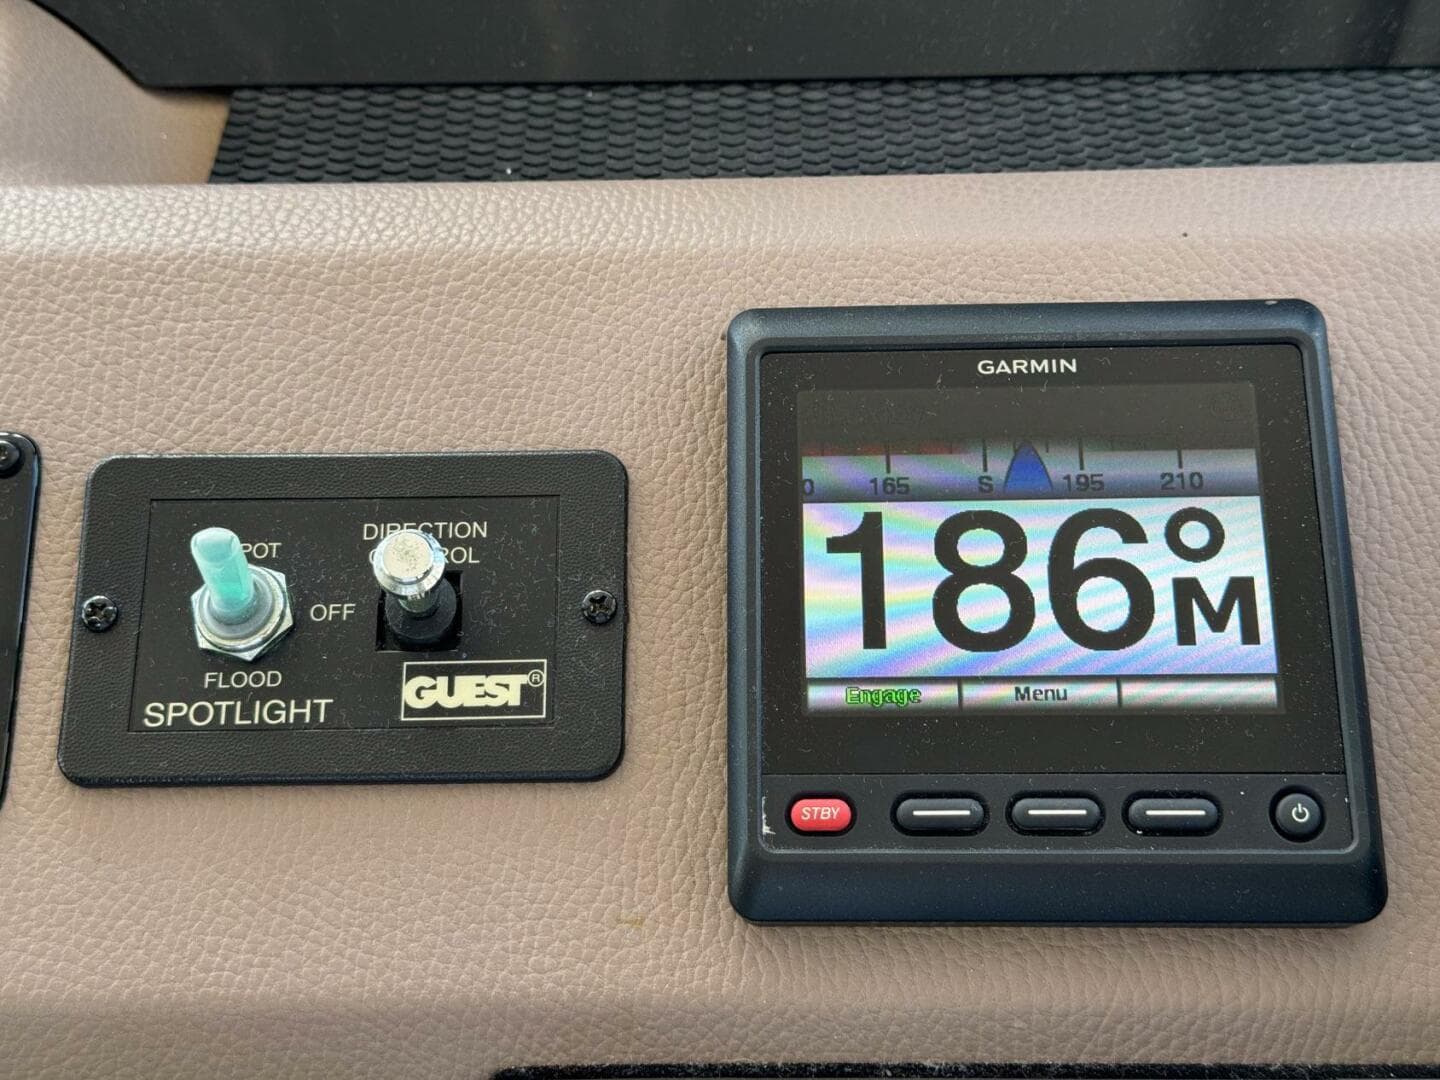 POT
OFF
FLOOD
SPOTLIGHT
DIRECTION
GUEST®
GARMIN
165 S 195 210
186°M
Engage Menu
STBY